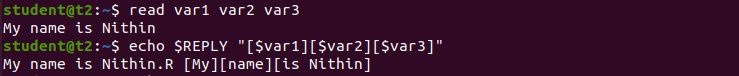 student@t2:~$ read var1 var2 var3
My name is Nithin
student@t2:~$ echo $REPLY "[$var1][$var2][$var3]"
My name is Nithin.R [My][name][is Nithin]